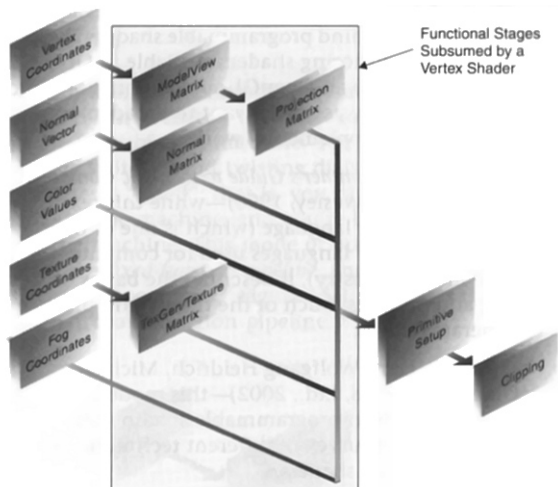 Functional Stages
Subsumed by a
Vertex Shader
Vertex
Coordinates
ModelView
Matrix
Projection
Matrix
Normal
Vector
Normal
Matrix
Color
Values
Texture
Coordinates
TexGen/Texture
Matrix
Fog
Coordinates
Primitive
Setup
Clipping